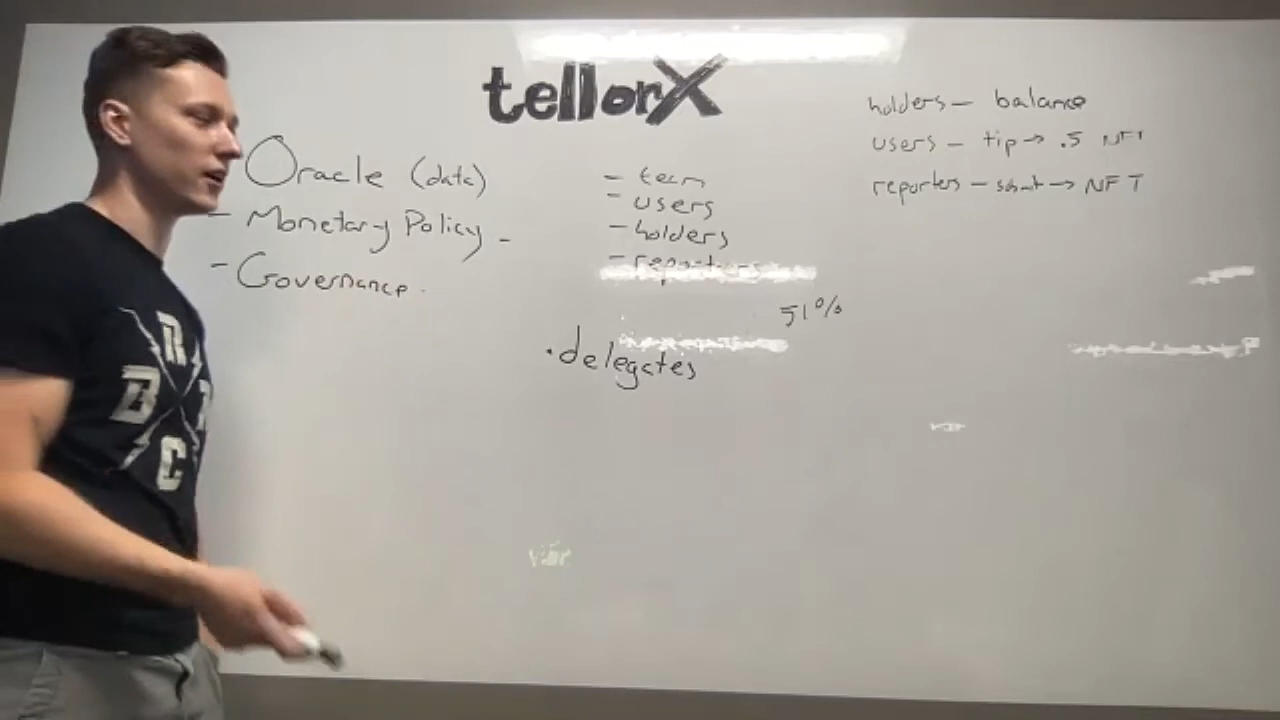 tellorX
- Oracle (data)
- Monetary Policy -
- Governance.
- team
- users
- holders
- reporters
51%
. delegates
holders - balance
users - tip → .5 NFT
reporters - submit → NFT
R
B
C